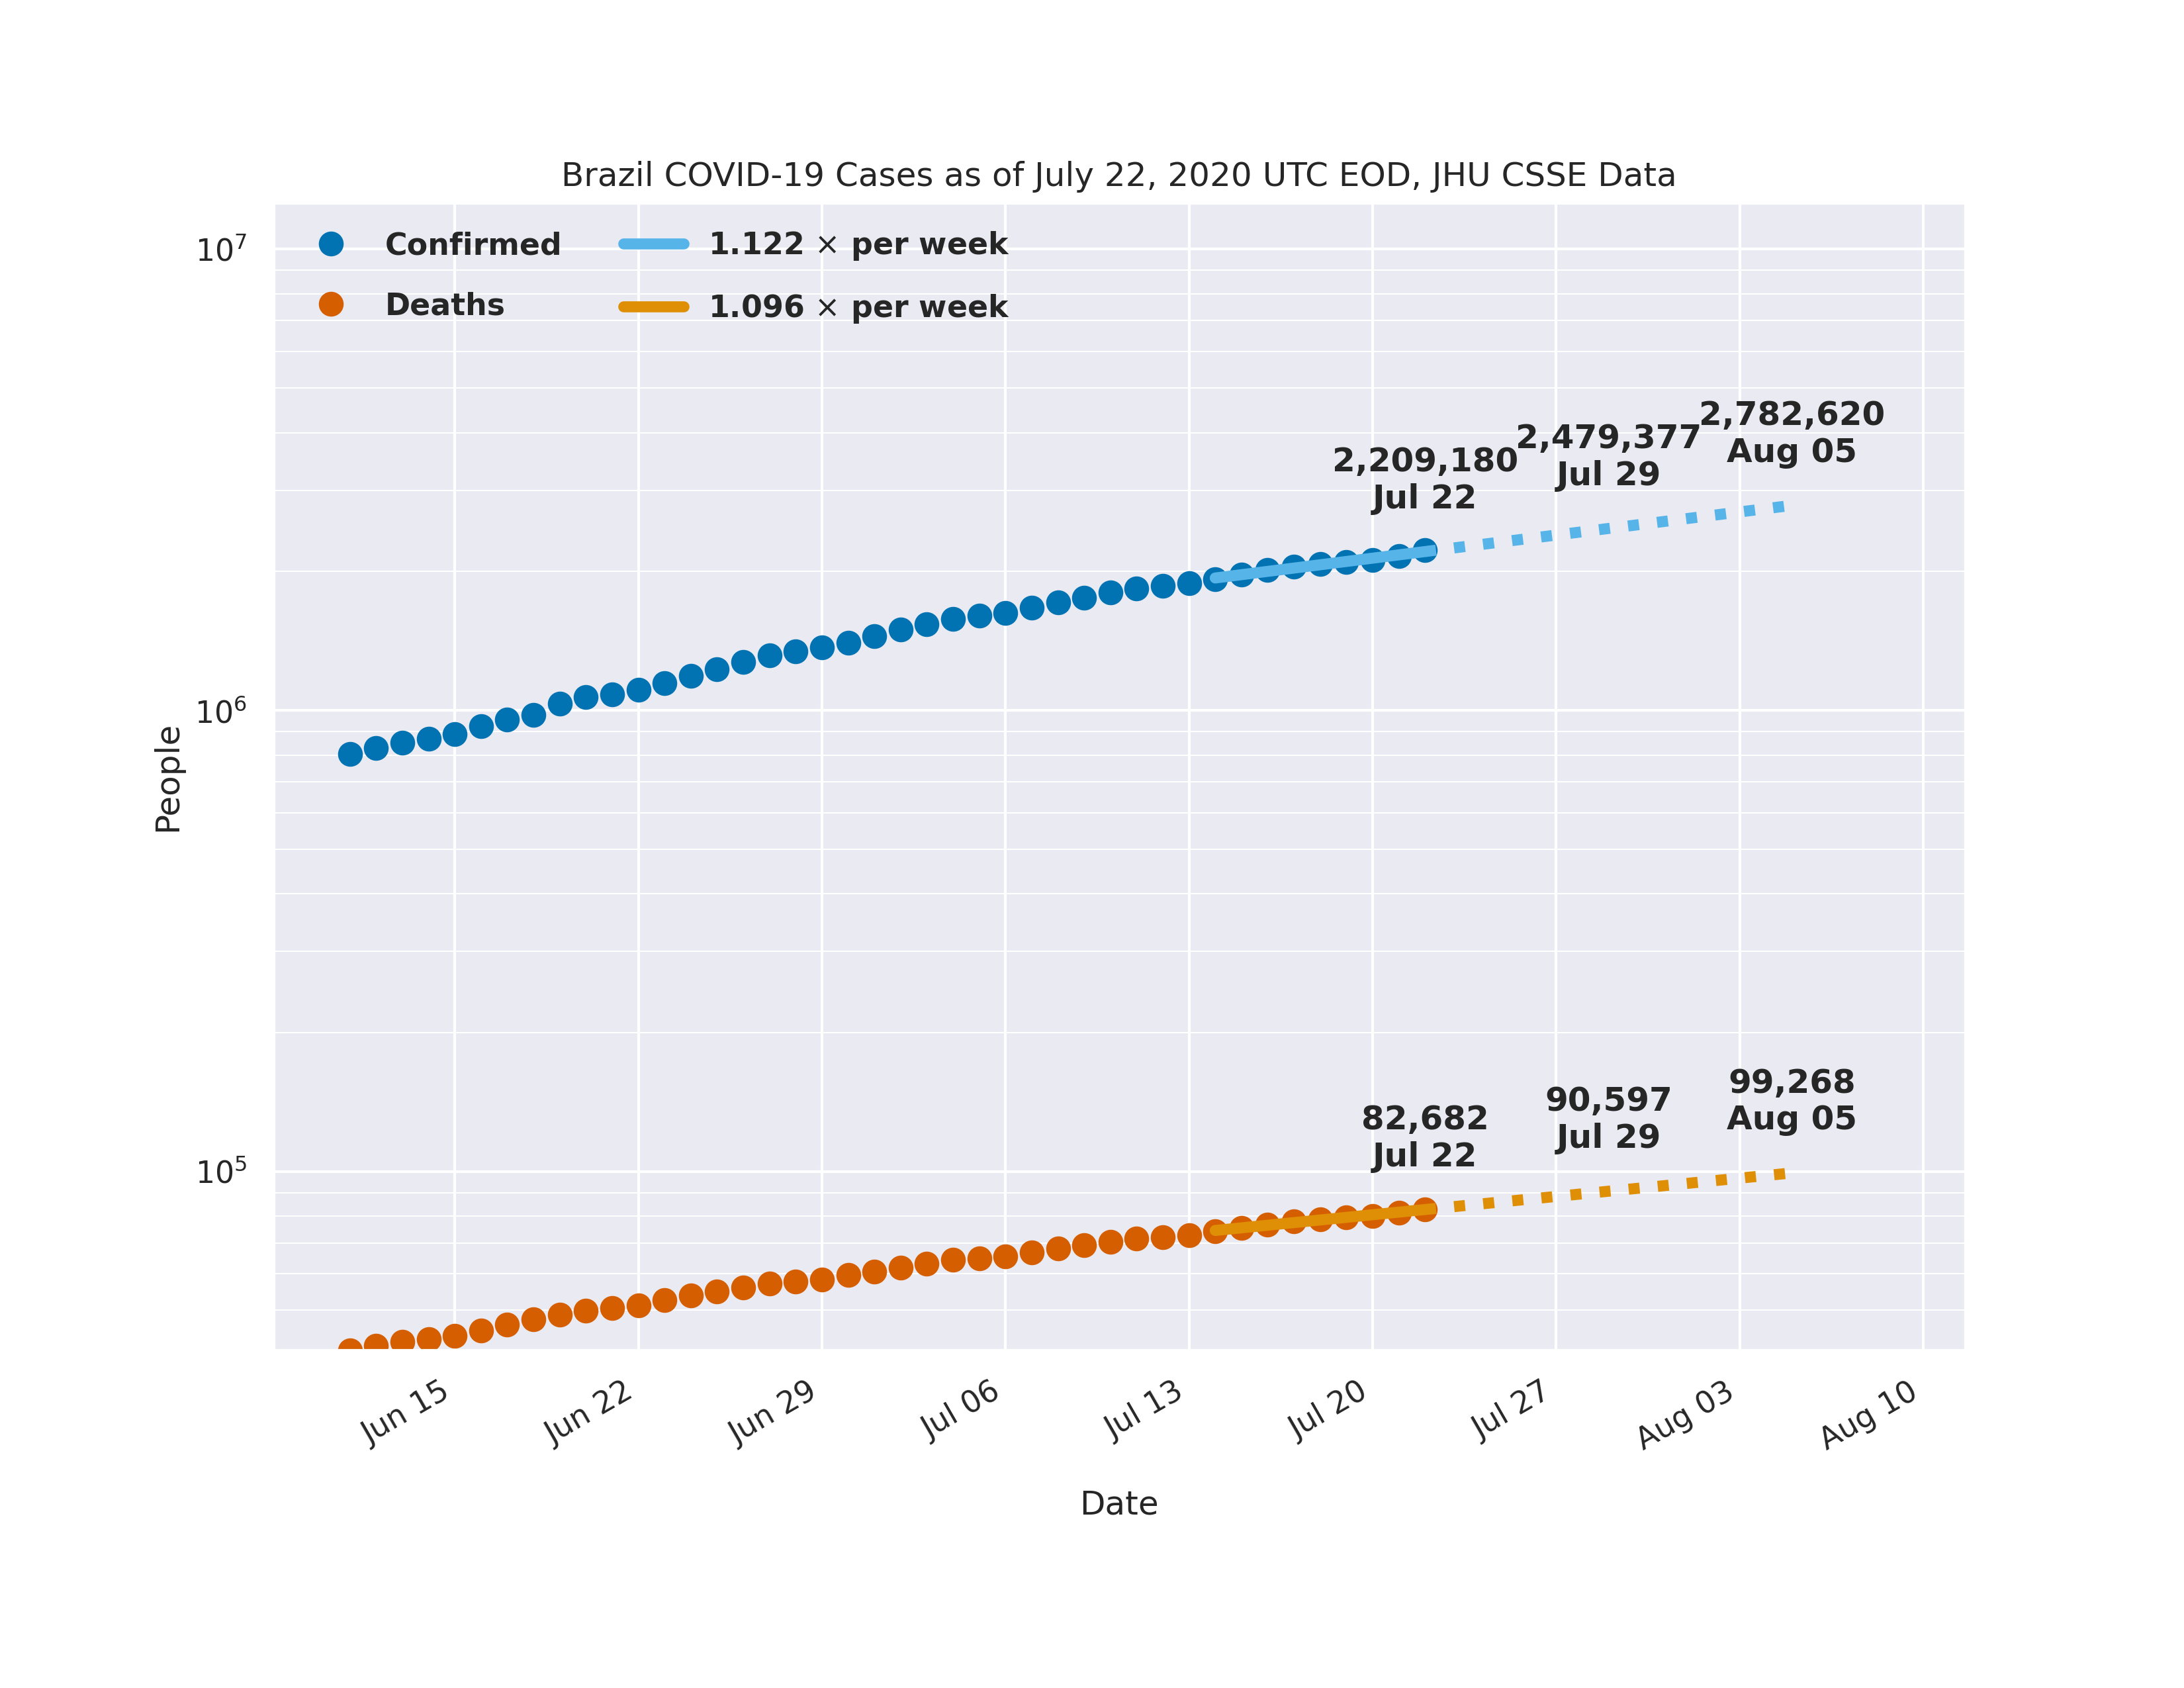 Brazil COVID-19 Cases as of July 22, 2020 UTC EOD, JHU CSSE Data
Confirmed
Deaths
1.122 × per week
1.096 × per week
2,209,180
Jul 22
2,479,377
Jul 29
2,782,620
Aug 05
82,682
Jul 22
90,597
Jul 29
99,268
Aug 05
People
10⁷
10⁶
10⁵
Jun 15
Jun 22
Jun 29
Jul 06
Jul 13
Jul 20
Jul 27
Aug 03
Aug 10
Date